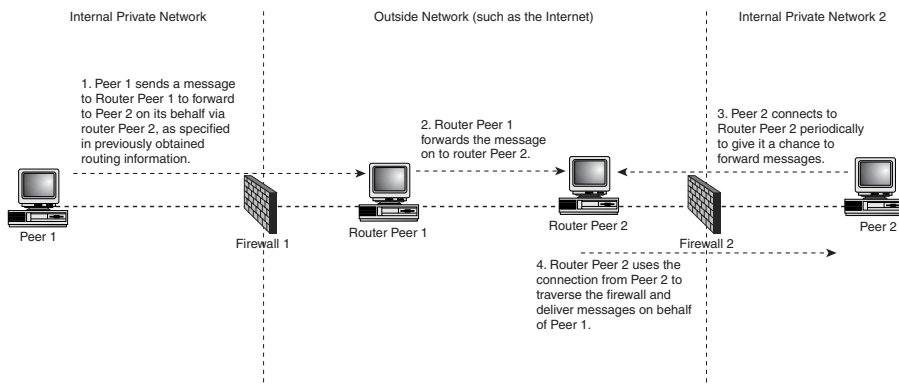 Internal Private Network
Outside Network (such as the Internet)
Internal Private Network 2
1. Peer 1 sends a message
to Router Peer 1 to forward
to Peer 2 on its behalf via
router Peer 2, as specified
in previously obtained
routing information.
2. Router Peer 1
forwards the message
on to router Peer 2.
3. Peer 2 connects to
Router Peer 2 periodically
to give it a chance to
forward messages.
Peer 1
Firewall 1
Router Peer 1
Router Peer 2
Firewall 2
Peer 2
4. Router Peer 2 uses the
connection from Peer 2 to
traverse the firewall and
deliver messages on behalf
of Peer 1.